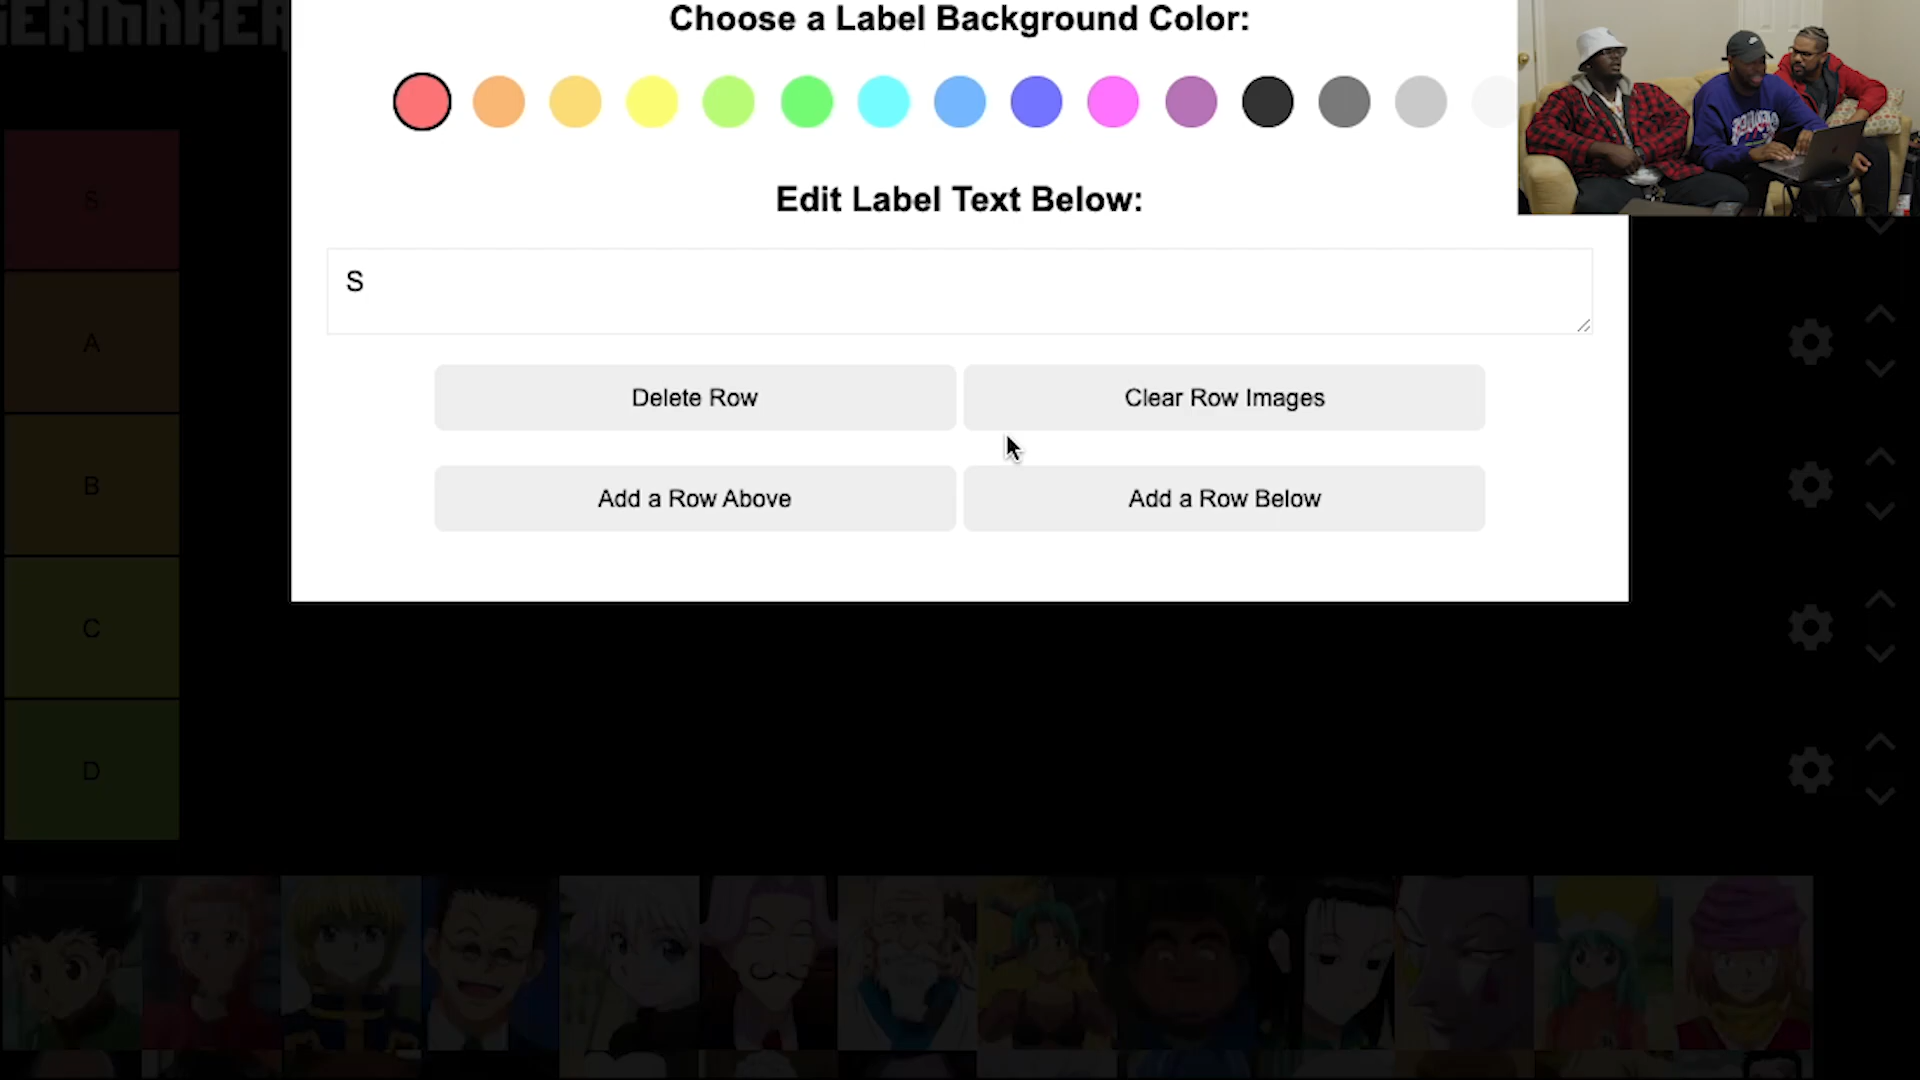 Choose a Label Background Color:
Edit Label Text Below:
S
Delete Row
Clear Row Images
Add a Row Above
Add a Row Below
S
A
B
C
D